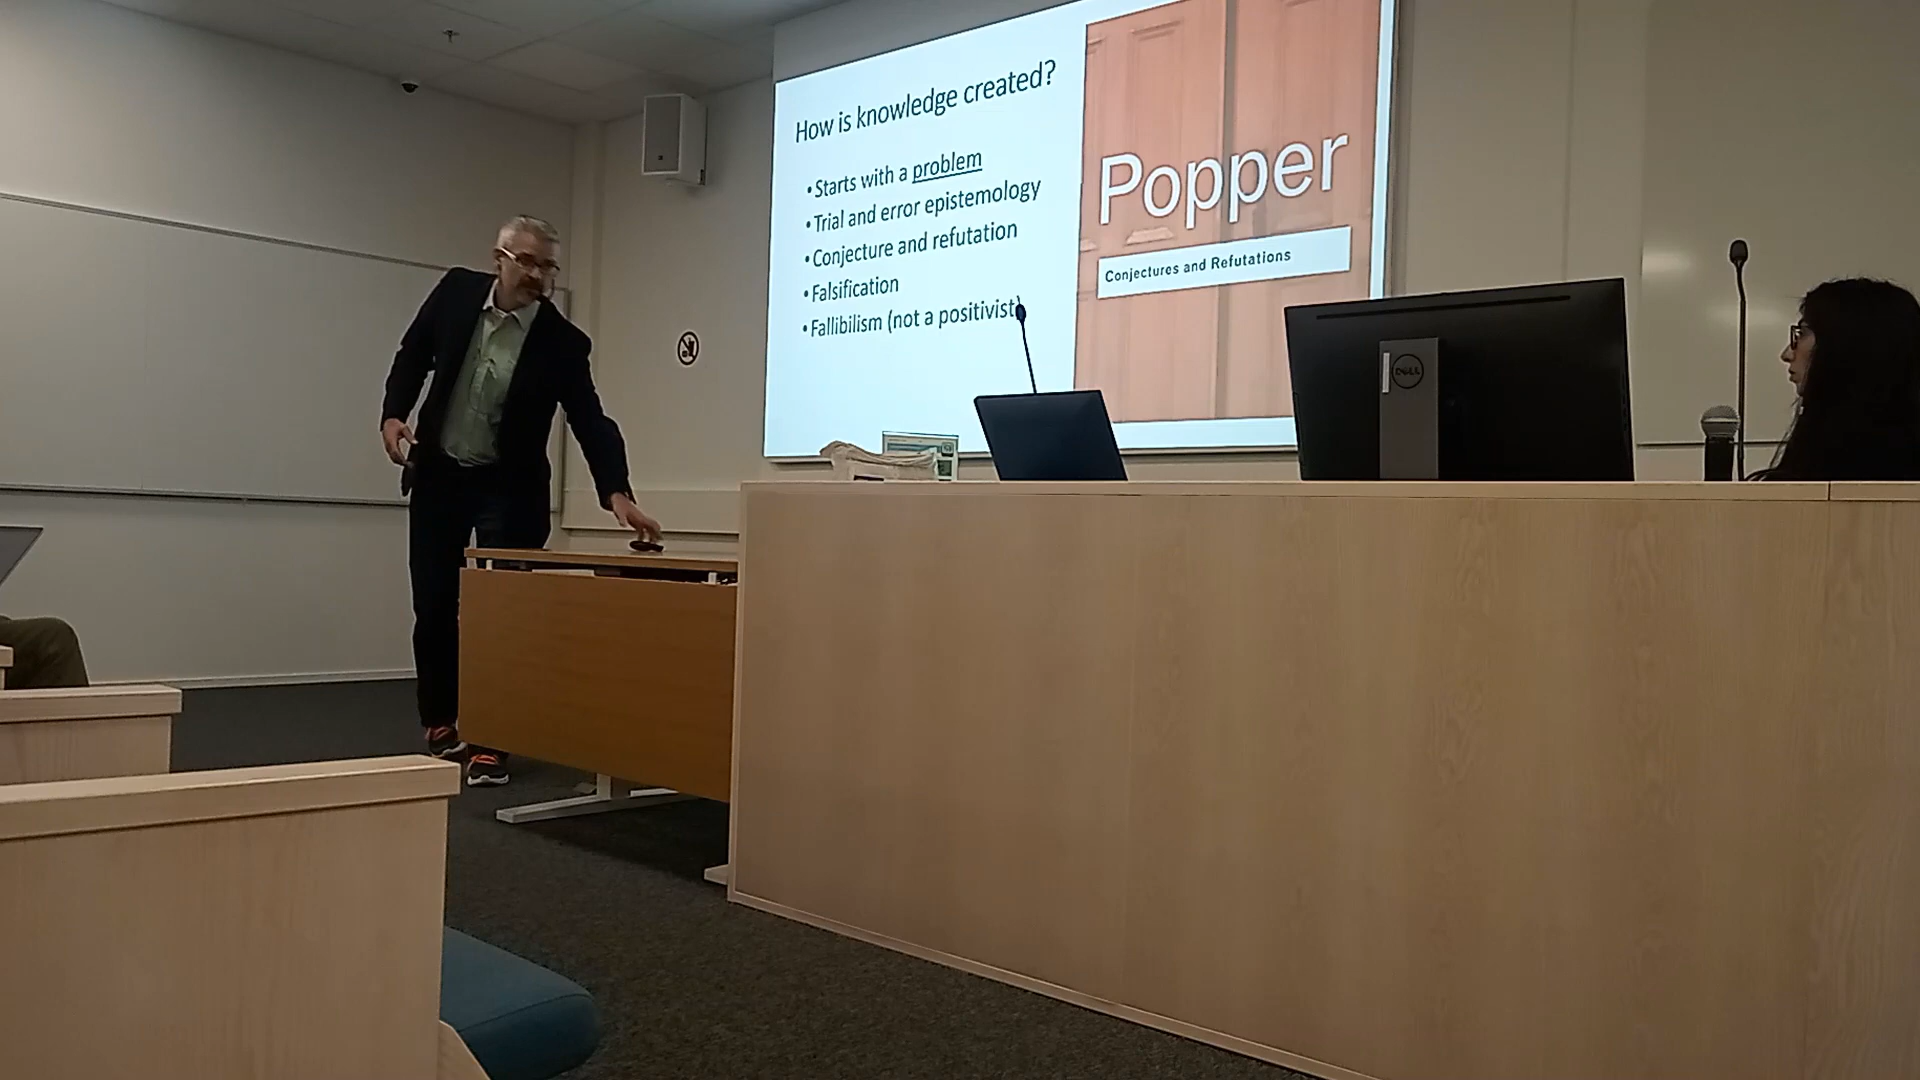 How is knowledge created?
• Starts with a problem
• Trial and error epistemology
• Conjecture and refutation
• Falsification
• Fallibilism (not a positivist)
Popper
Conjectures and Refutations
DELL